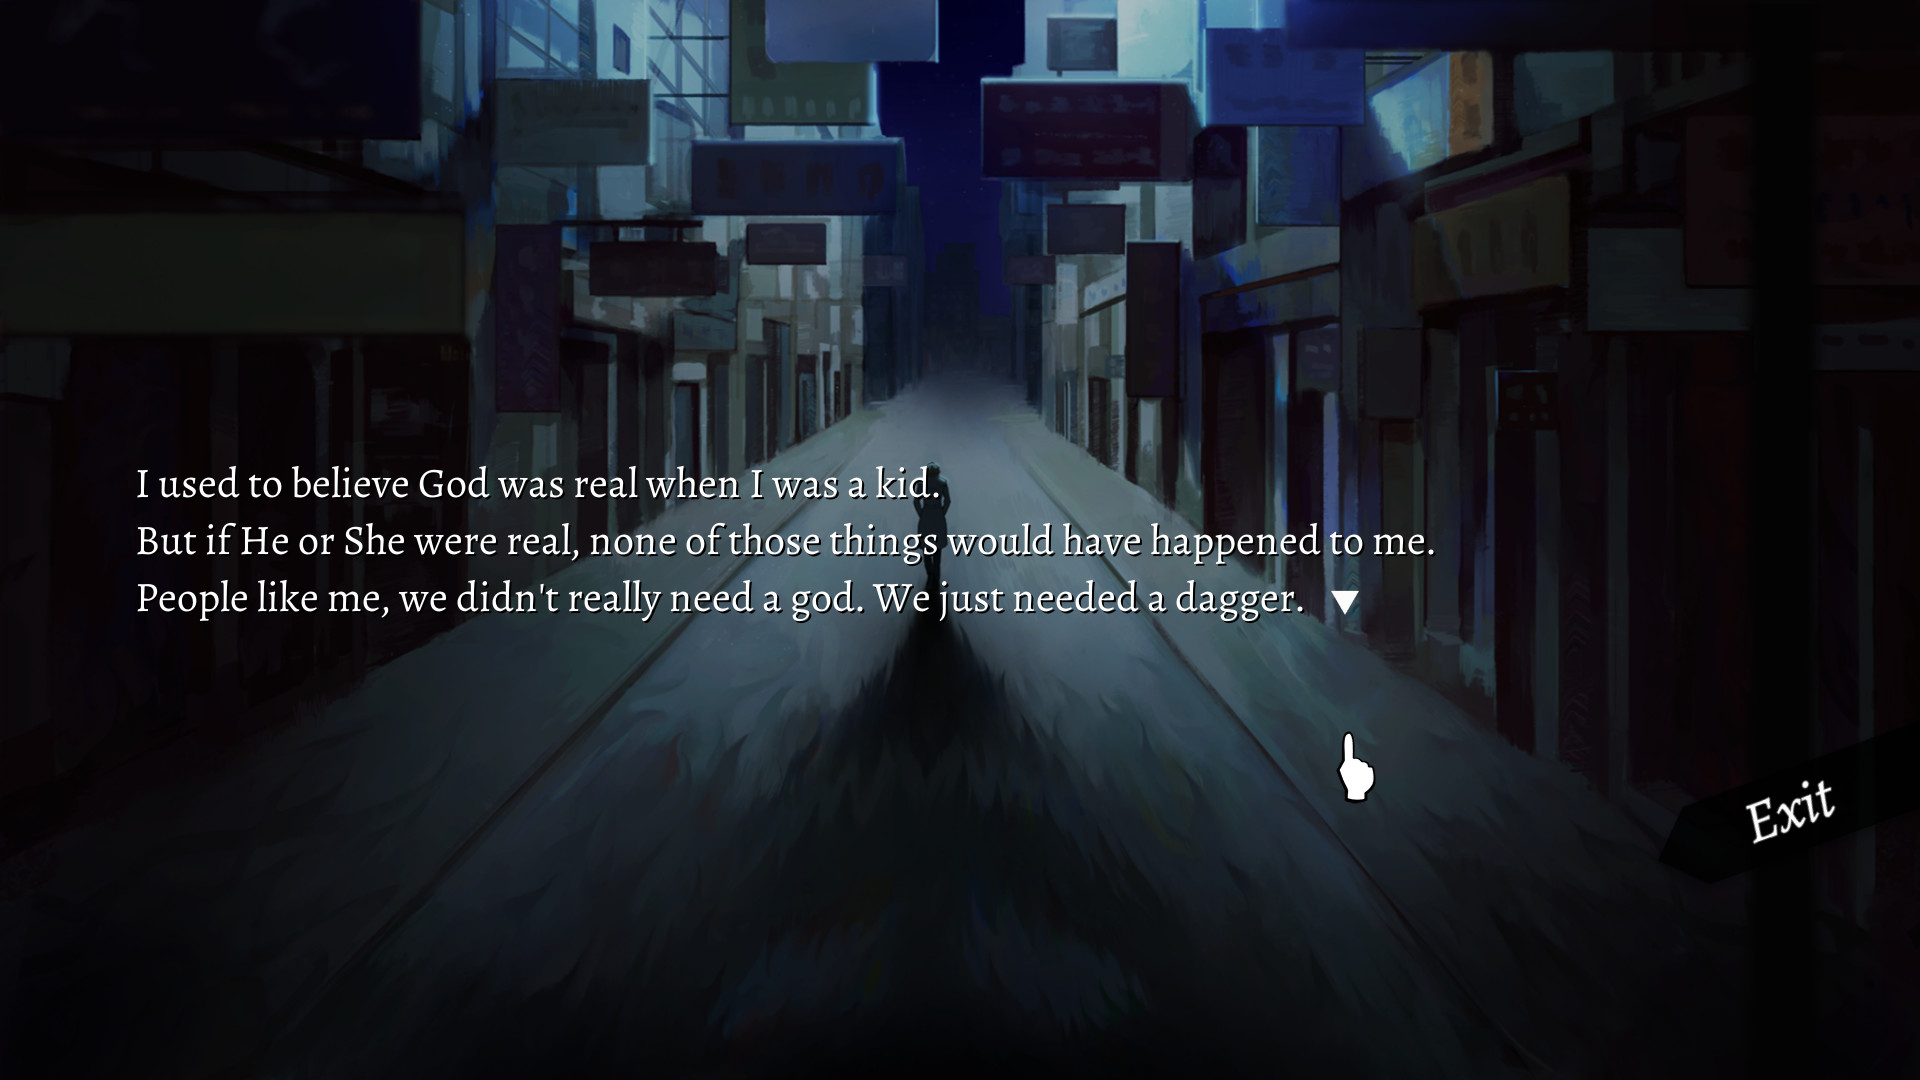 I used to believe God was real when I was a kid.
But if He or She were real, none of those things would have happened to me.
People like me, we didn't really need a god. We just needed a dagger.
Exit